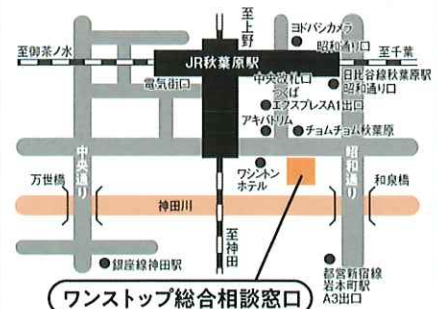 至上野
ヨドバシカメラ
昭和通り口
至御茶ノ水
至千葉
JR秋葉原駅
電気街口
中央改札口
日比谷線秋葉原駅
昭和通り口
つくば
エクスプレスA1出口
アキバトリム
チョムチョム秋葉原
中央通り
昭和通り
万世橋
ワシントン
ホテル
和泉橋
神田川
至神田
銀座線神田駅
都営新宿線
岩本町駅
A3出口
ワンストップ総合相談窓口